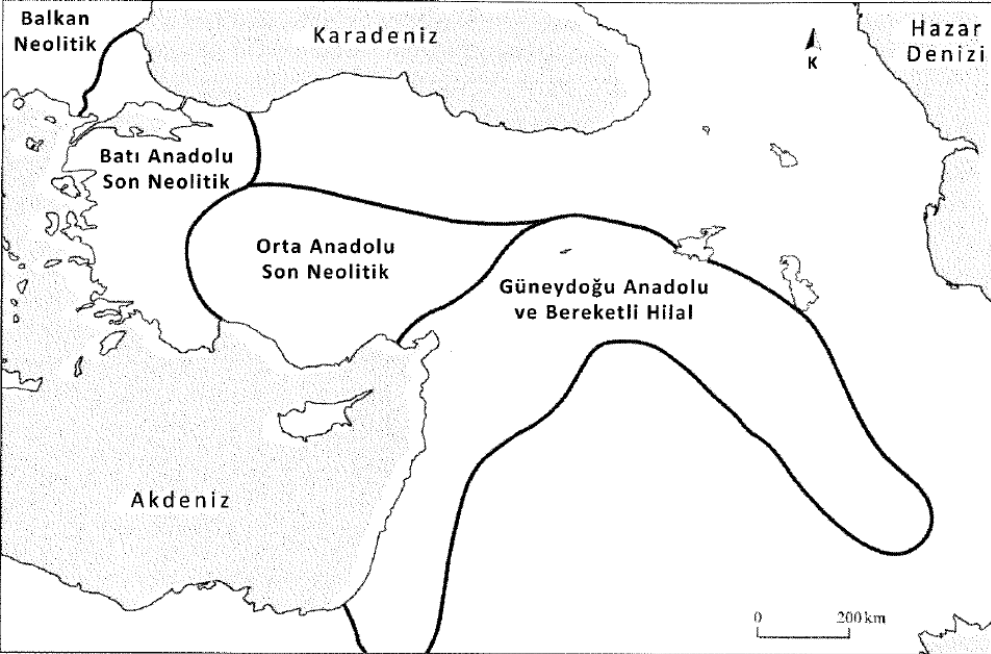 Balkan
Neolitik
Karadeniz
K
Hazar
Denizi
Batı Anadolu
Son Neolitik
Orta Anadolu
Son Neolitik
Güneydoğu Anadolu
ve Bereketli Hilal
Akdeniz
0 200 km